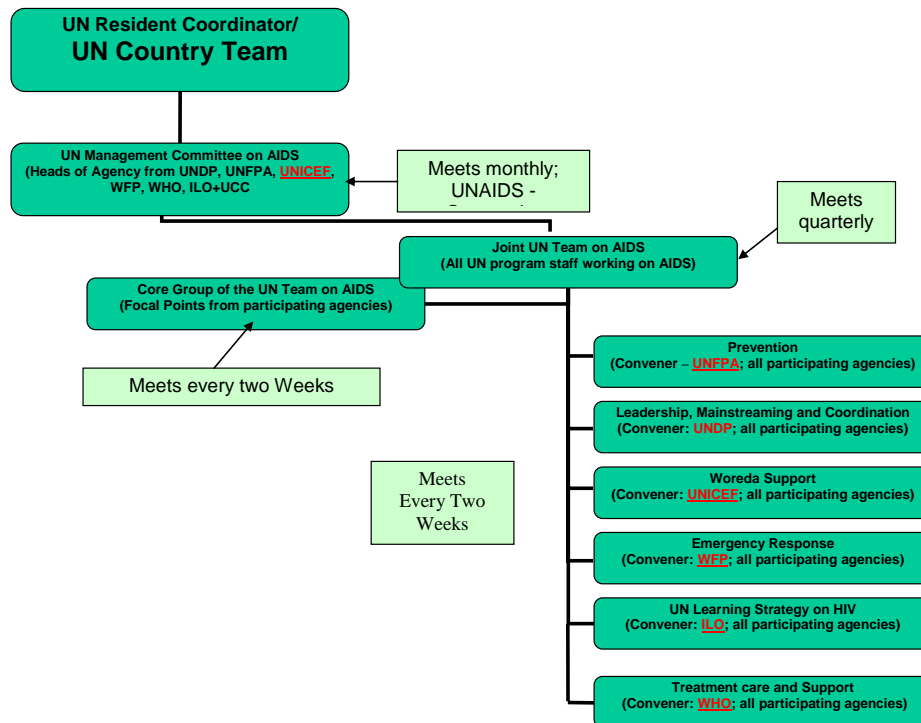 UN Resident Coordinator/
UN Country Team
UN Management Committee on AIDS
(Heads of Agency from UNDP, UNFPA, UNICEF,
WFP, WHO, ILO+UCC
Meets monthly;
UNAIDS -
Meets
quarterly
Joint UN Team on AIDS
(All UN program staff working on AIDS)
Core Group of the UN Team on AIDS
(Focal Points from participating agencies)
Meets every two Weeks
Prevention
(Convener – UNFPA; all participating agencies)
Leadership, Mainstreaming and Coordination
(Convener: UNDP; all participating agencies)
Meets
Every Two
Weeks
Woreda Support
(Convener: UNICEF; all participating agencies)
Emergency Response
(Convener: WFP; all participating agencies)
UN Learning Strategy on HIV
(Convener: ILO; all participating agencies)
Treatment care and Support
(Convener: WHO; all participating agencies)